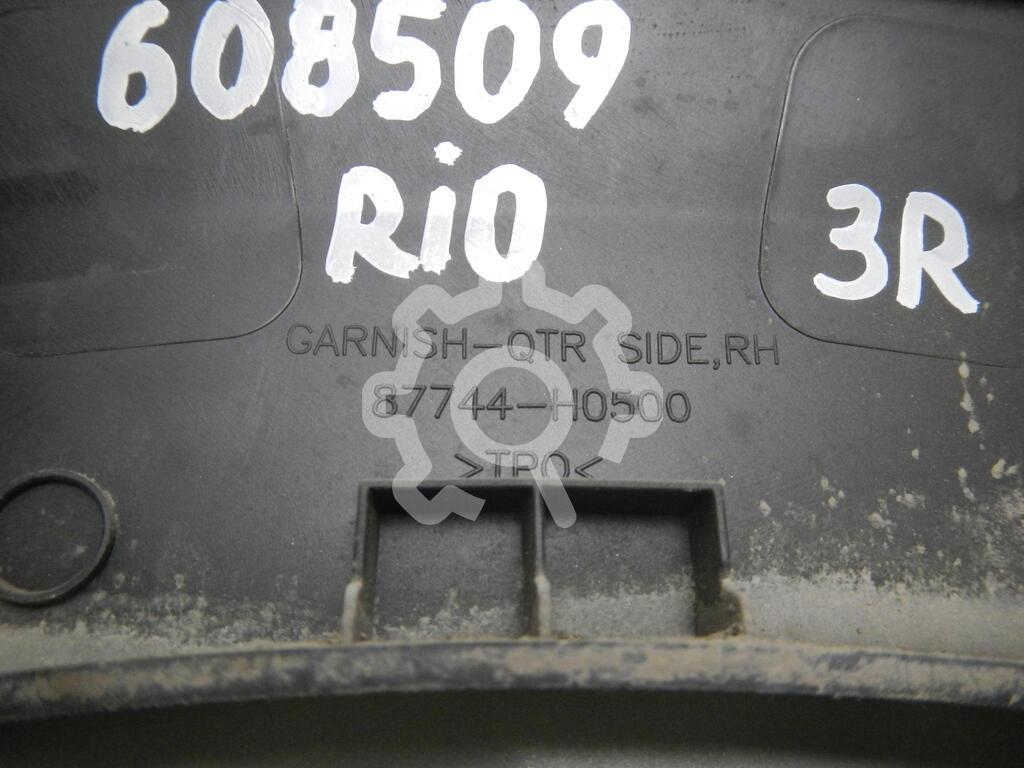 608509
RiO
3R
GARNISH-QTR SIDE,RH
87744-H0500
>TPO<